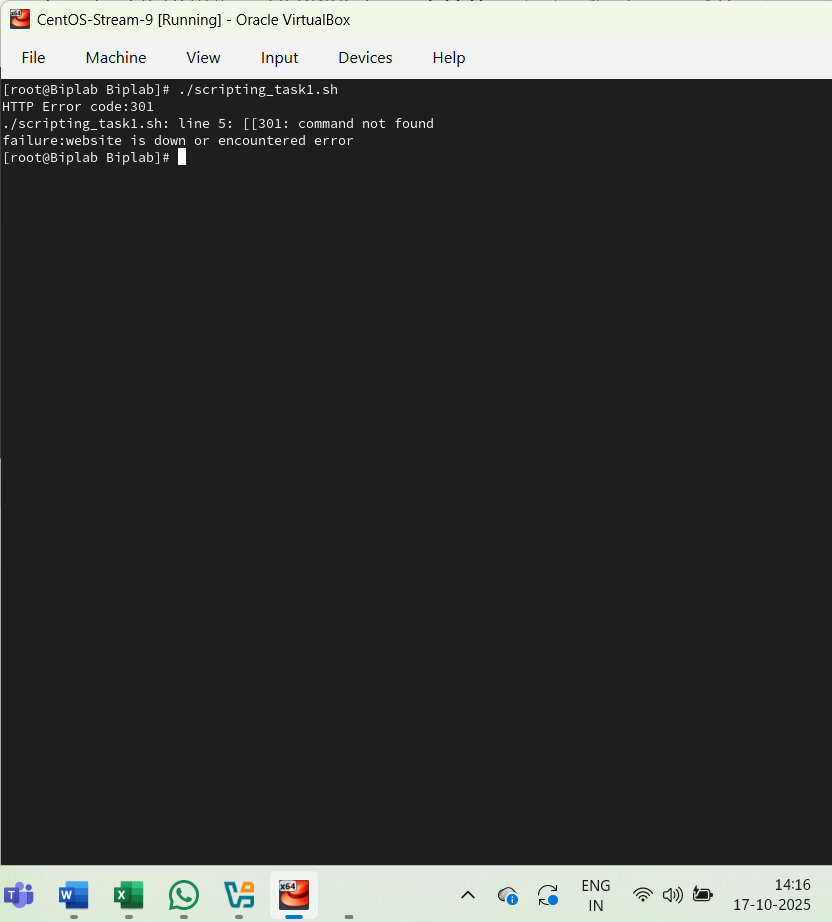 CentOS-Stream-9 [Running] - Oracle VirtualBox
File Machine View Input Devices Help
[root@Biplab Biplab]# ./scripting_task1.sh
HTTP Error code:301
./scripting_task1.sh: line 5: [[301: command not found
failure:website is down or encountered error
[root@Biplab Biplab]#
ENG
IN
14:16
17-10-2025